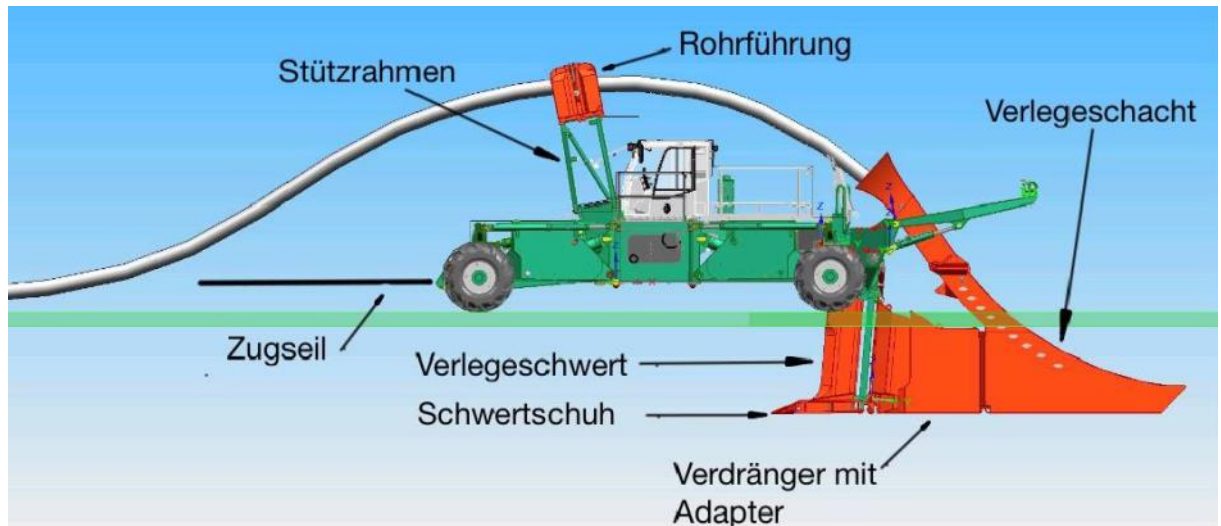 Rohrführung
Stützrahmen
Verlegeschacht
Zugseil
Verlegeschwert
Schwertschuh
Verdränger mit
Adapter